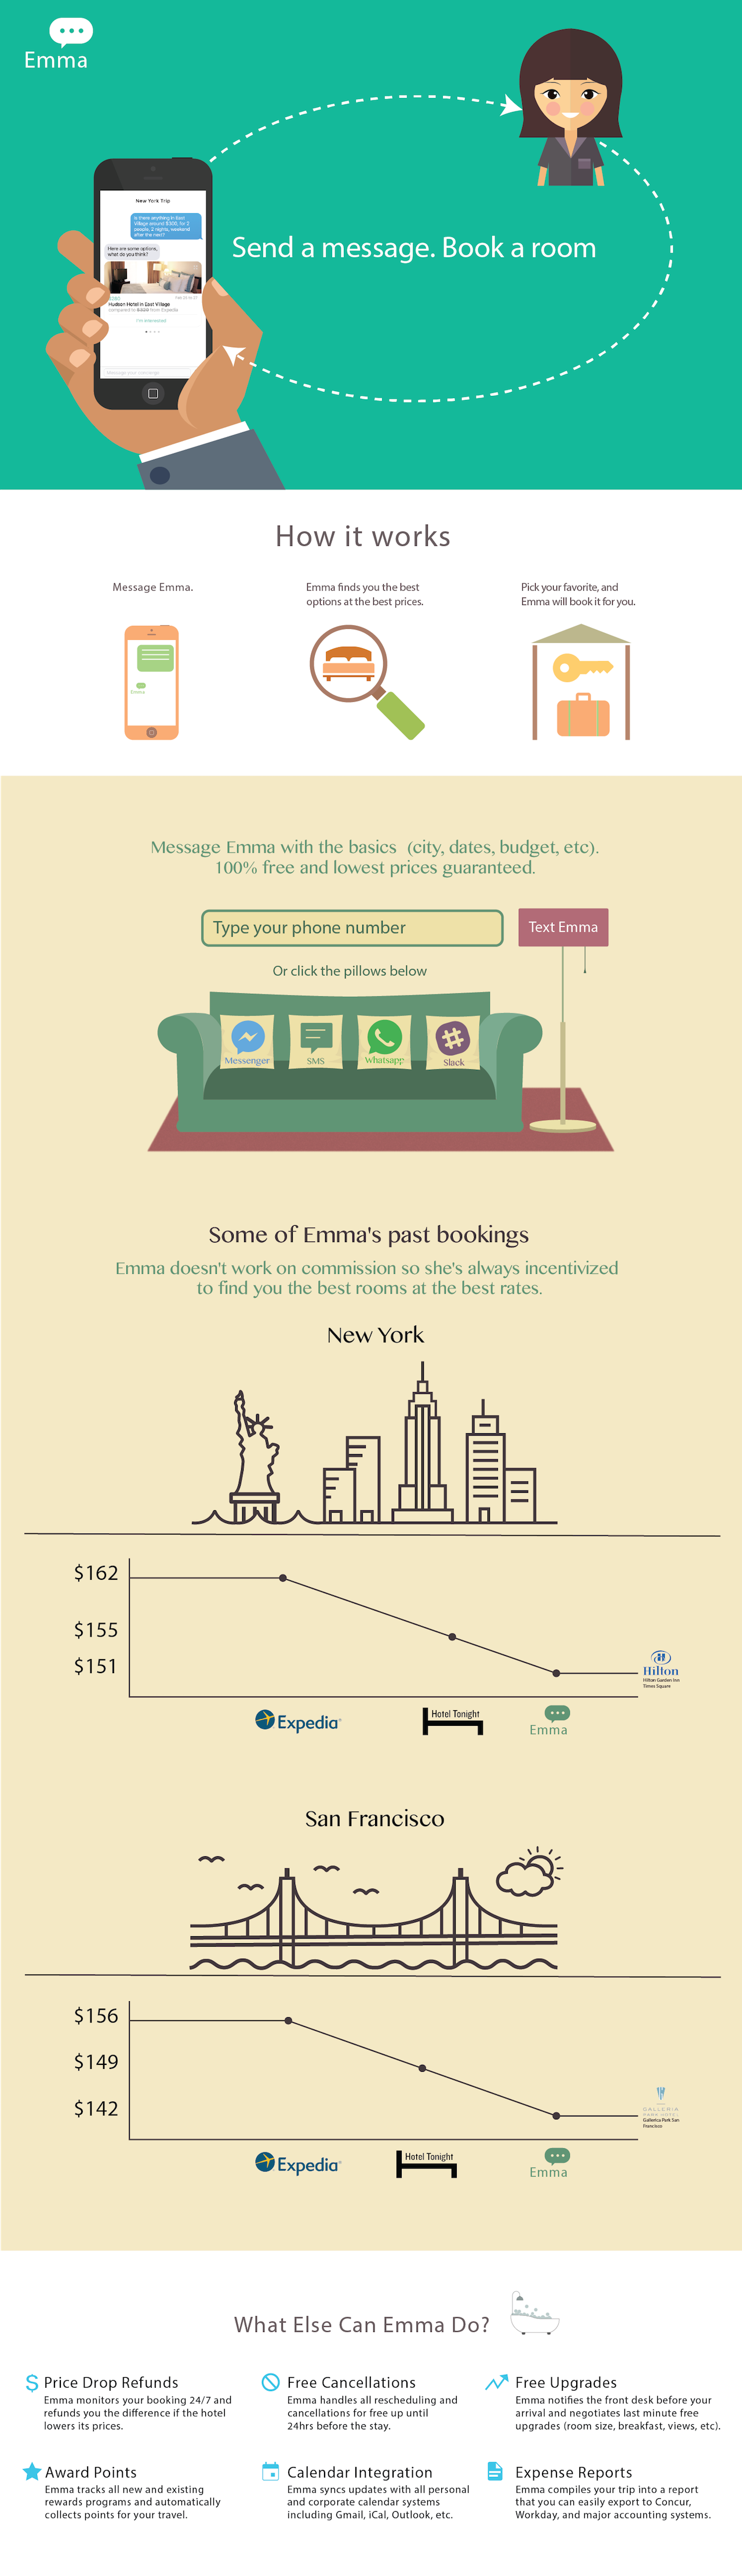 Emma
New York Trip
Is there anything in East
Village around $300, for 2
people, 2 nights, weekend
after the next?
Here are some options,
what do you think?
Hudson Hotel in East Village
compared to $320 from Expedia
I'm interested
Message your concierge
Send a message. Book a room
How it works
Message Emma.
Emma finds you the best
options at the best prices.
Pick your favorite, and
Emma will book it for you.
Emma
Message Emma with the basics (city, dates, budget, etc).
100% free and lowest prices guaranteed.
Type your phone number
Text Emma
Or click the pillows below
Messenger
SMS
Whatsapp
Slack
Some of Emma's past bookings
Emma doesn't work on commission so she's always incentivized
to find you the best rooms at the best rates.
New York
$162
$155
$151
Hilton
Hilton Garden Inn
Times Square
Expedia
Hotel Tonight
Emma
San Francisco
$156
$149
$142
GALLERIA
PARK HOTEL
Gallerica Park San
Francisco
Expedia
Hotel Tonight
Emma
What Else Can Emma Do?
Price Drop Refunds
Emma monitors your booking 24/7 and
refunds you the difference if the hotel
lowers its prices.
Free Cancellations
Emma handles all rescheduling and
cancellations for free up until
24hrs before the stay.
Free Upgrades
Emma notifies the front desk before your
arrival and negotiates last minute free
upgrades (room size, breakfast, views, etc).
Award Points
Emma tracks all new and existing
rewards programs and automatically
collects points for your travel.
Calendar Integration
Emma syncs updates with all personal
and corporate calendar systems
including Gmail, iCal, Outlook, etc.
Expense Reports
Emma compiles your trip into a report
that you can easily export to Concur,
Workday, and major accounting systems.